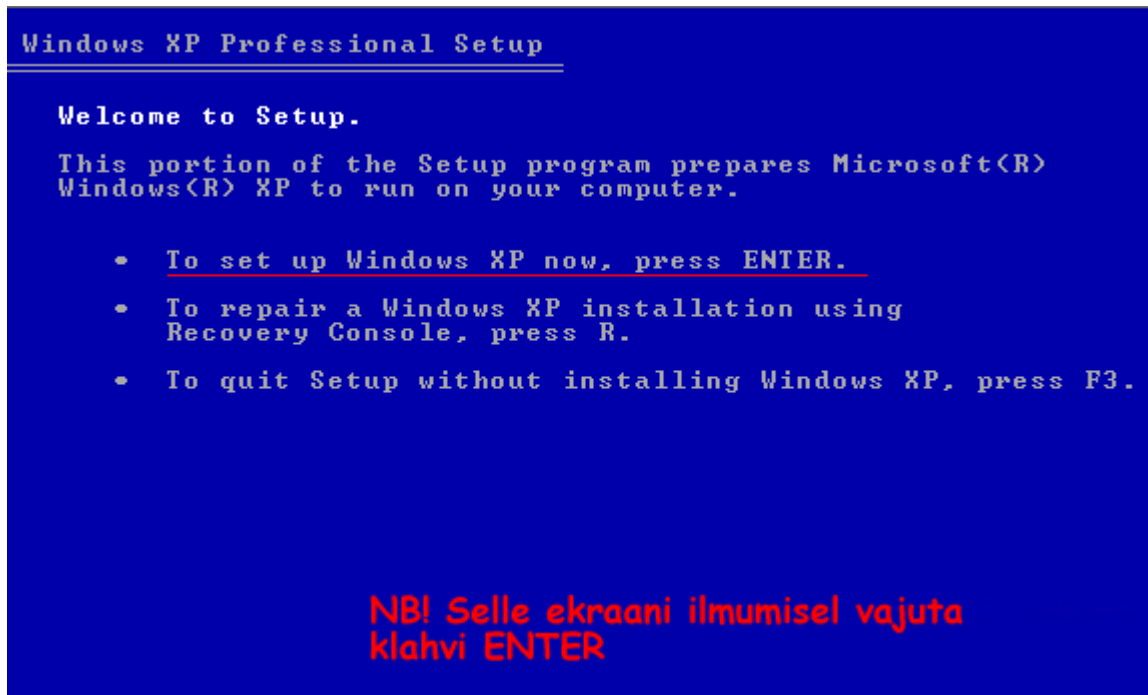 Windows XP Professional Setup
Welcome to Setup.
This portion of the Setup program prepares Microsoft(R)
Windows(R) XP to run on your computer.
• To set up Windows XP now, press ENTER.
• To repair a Windows XP installation using
Recovery Console, press R.
• To quit Setup without installing Windows XP, press F3.
NB! Selle ekraani ilmumisel vajuta
klahvi ENTER